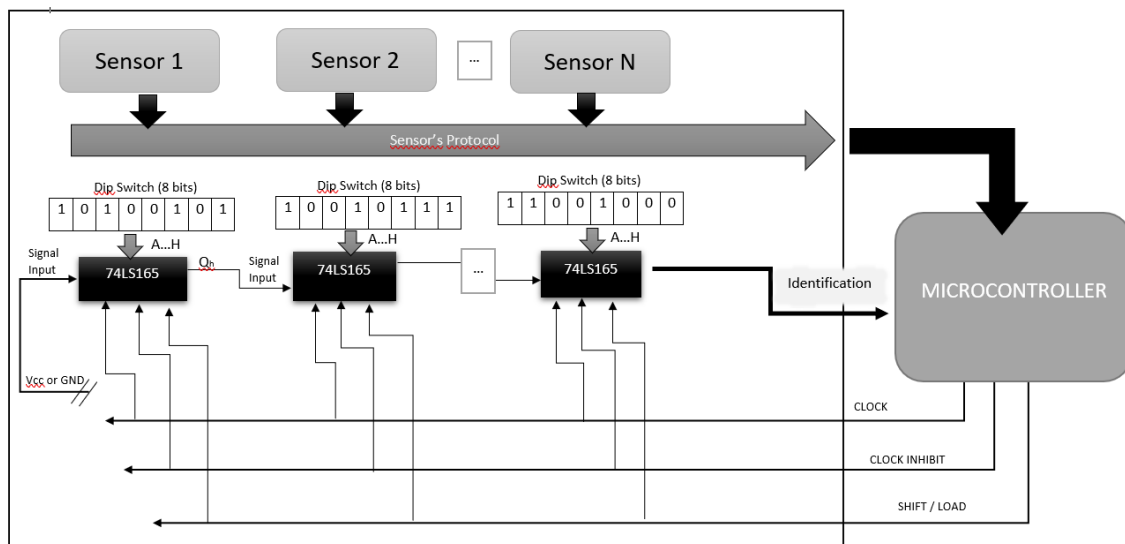 Sensor 1
Sensor 2
...
Sensor N
Sensor's Protocol
Dip Switch (8 bits)
Dip Switch (8 bits)
Dip Switch (8 bits)
1 0 1 0 0 1 0 1
1 0 0 1 0 1 1 1
1 1 0 0 1 0 0 0
A...H
A...H
A...H
Signal
Input
74LS165
Qh
Signal
Input
74LS165
...
74LS165
Identification
MICROCONTROLLER
Vcc or GND
CLOCK
CLOCK INHIBIT
SHIFT / LOAD